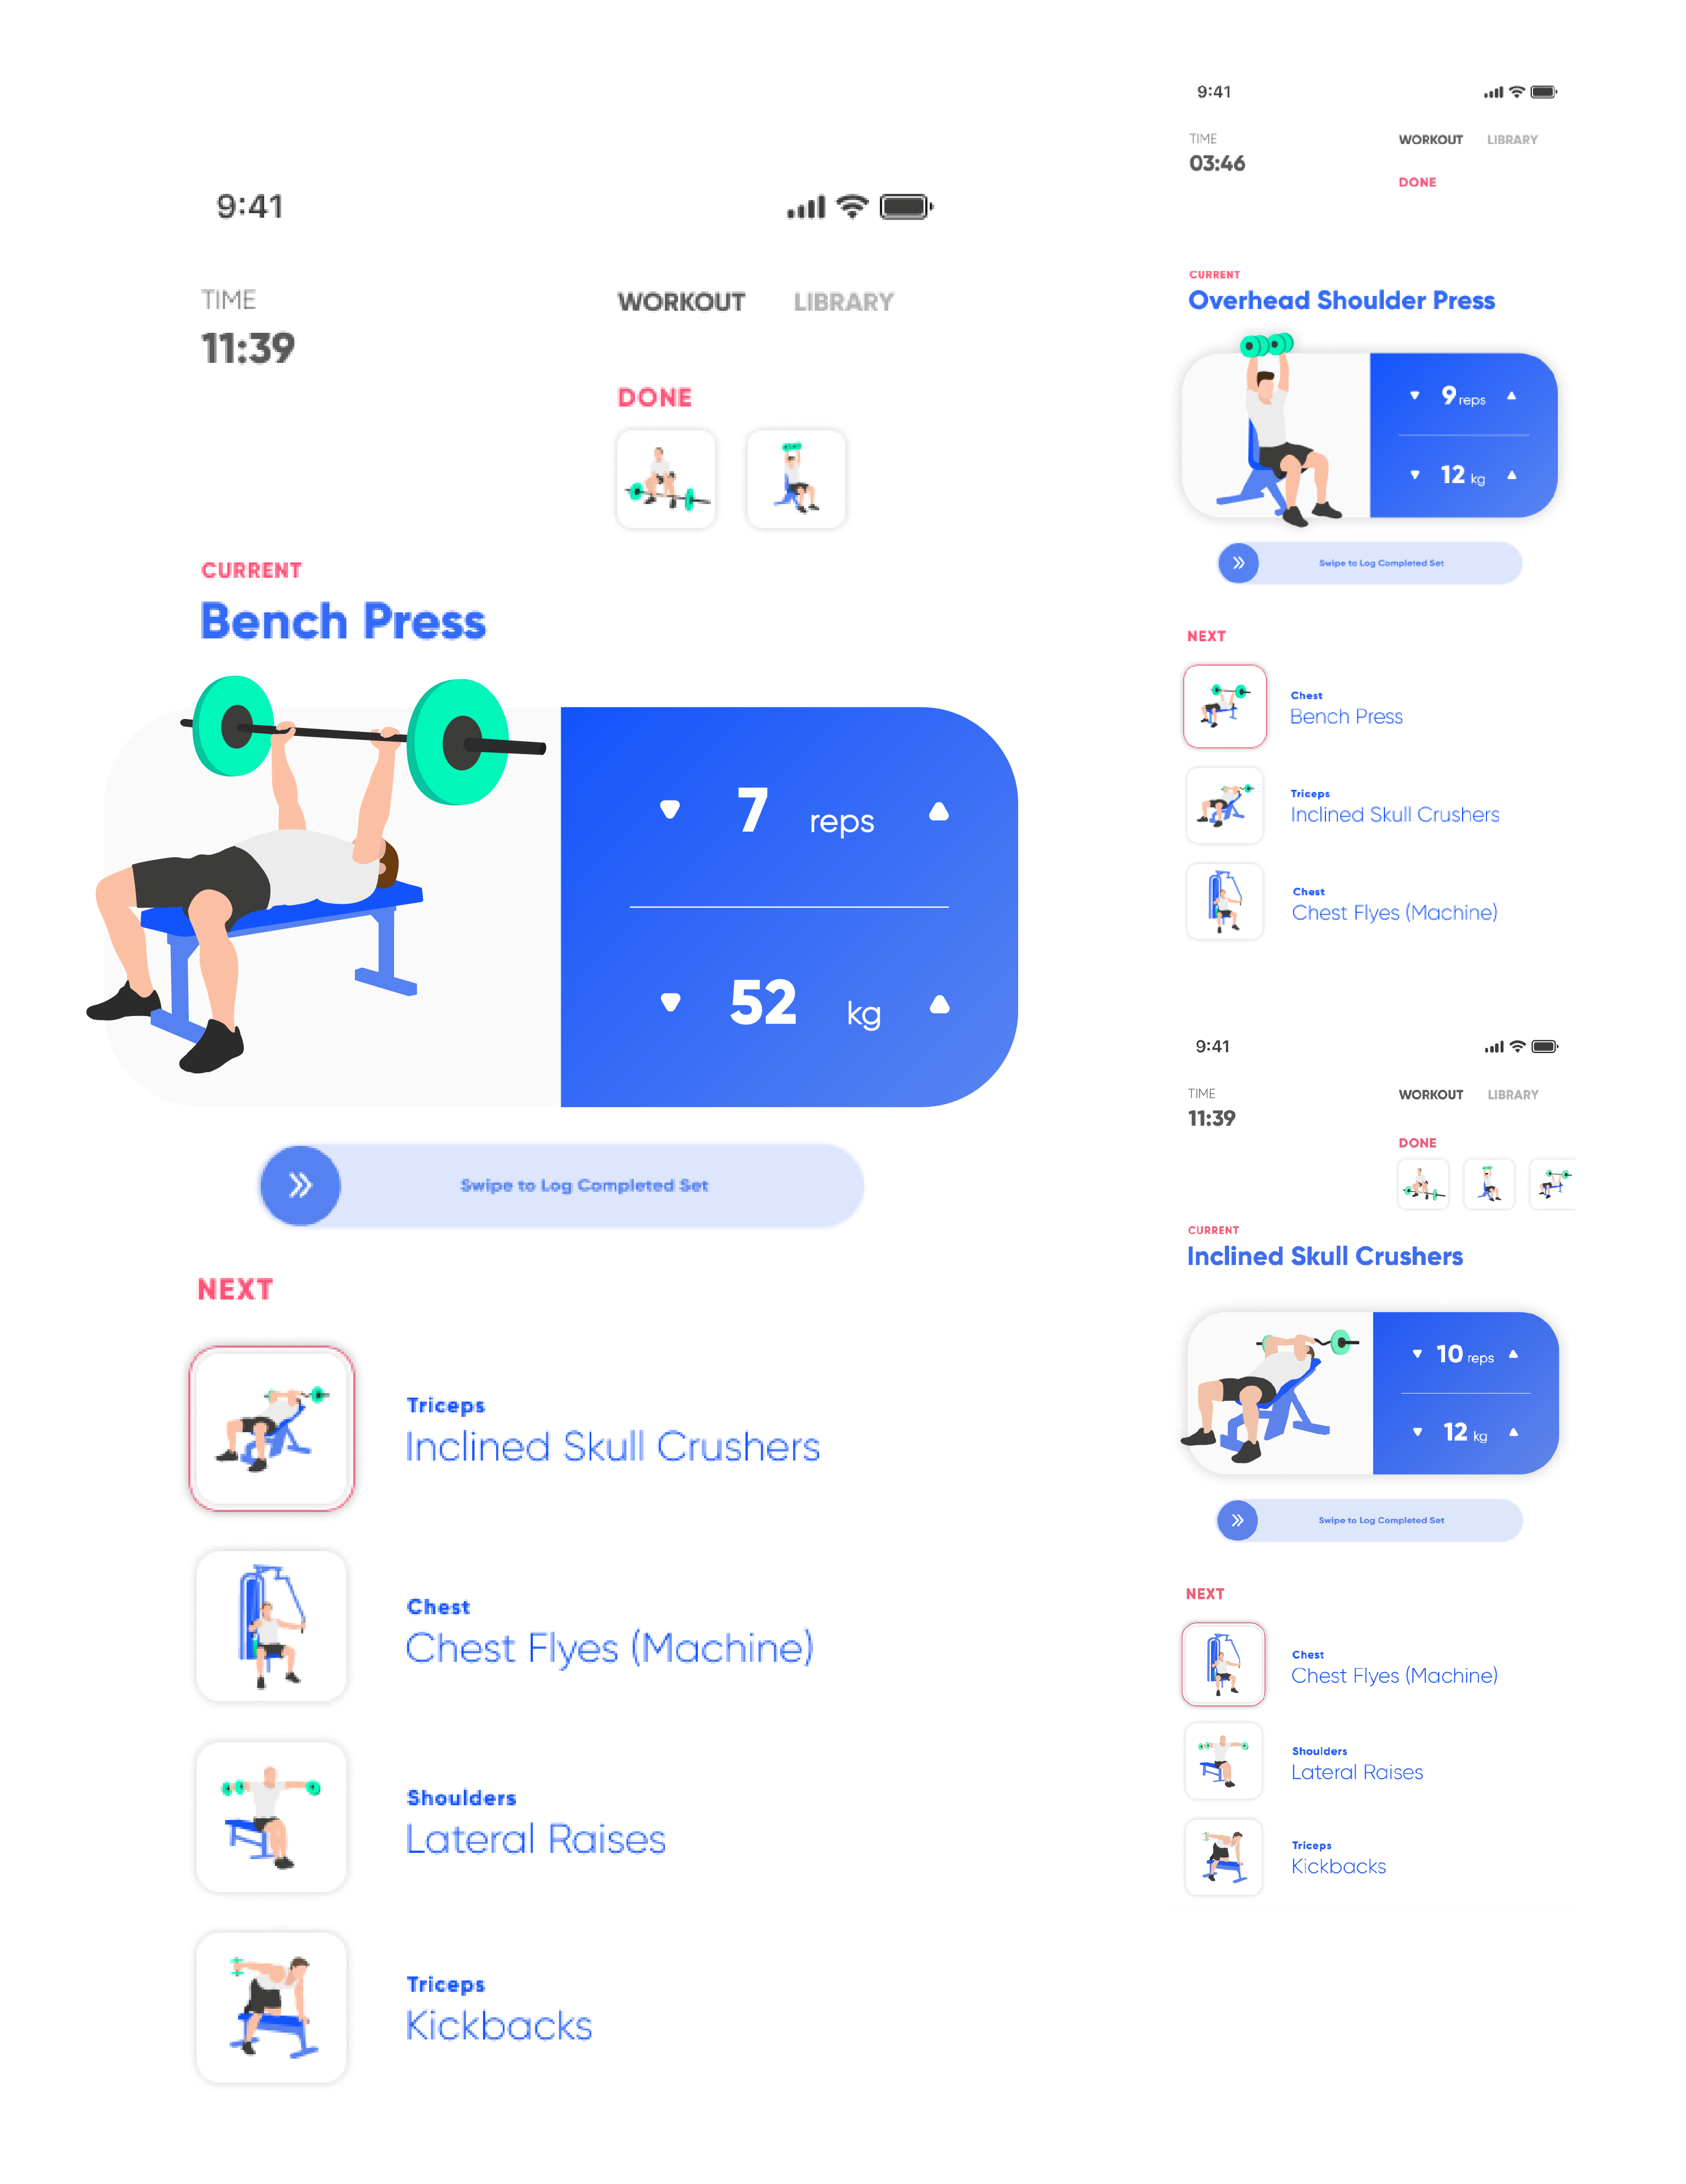 9:41
TIME
11:39
WORKOUT LIBRARY
DONE
CURRENT
Bench Press
7 reps
52 kg
Swipe to Log Completed Set
NEXT
Triceps
Inclined Skull Crushers
Chest
Chest Flyes (Machine)
Shoulders
Lateral Raises
Triceps
Kickbacks
9:41
TIME
03:46
WORKOUT LIBRARY
DONE
CURRENT
Overhead Shoulder Press
9 reps
12 kg
Swipe to Log Completed Set
NEXT
Chest
Bench Press
Triceps
Inclined Skull Crushers
Chest
Chest Flyes (Machine)
9:41
TIME
11:39
WORKOUT LIBRARY
DONE
CURRENT
Inclined Skull Crushers
10 reps
12 kg
Swipe to Log Completed Set
NEXT
Chest
Chest Flyes (Machine)
Shoulders
Lateral Raises
Triceps
Kickbacks